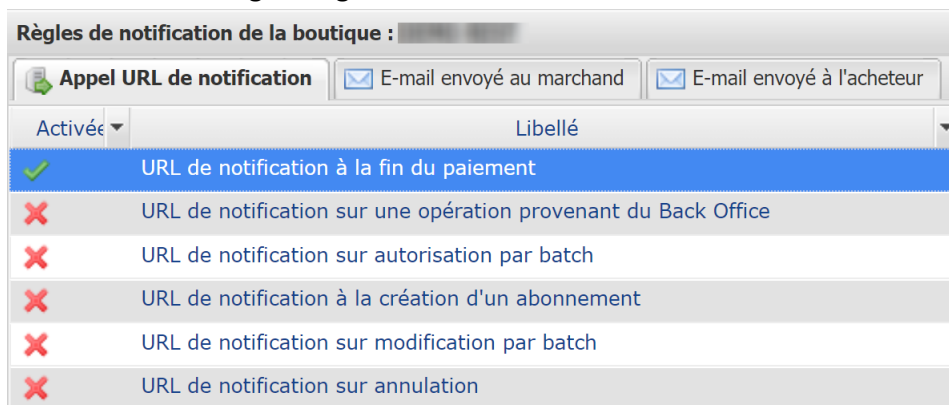 Règles de notification de la boutique :
Appel URL de notification E-mail envoyé au marchand E-mail envoyé à l'acheteur
Activée Libellé
URL de notification à la fin du paiement
URL de notification sur une opération provenant du Back Office
URL de notification sur autorisation par batch
URL de notification à la création d'un abonnement
URL de notification sur modification par batch
URL de notification sur annulation